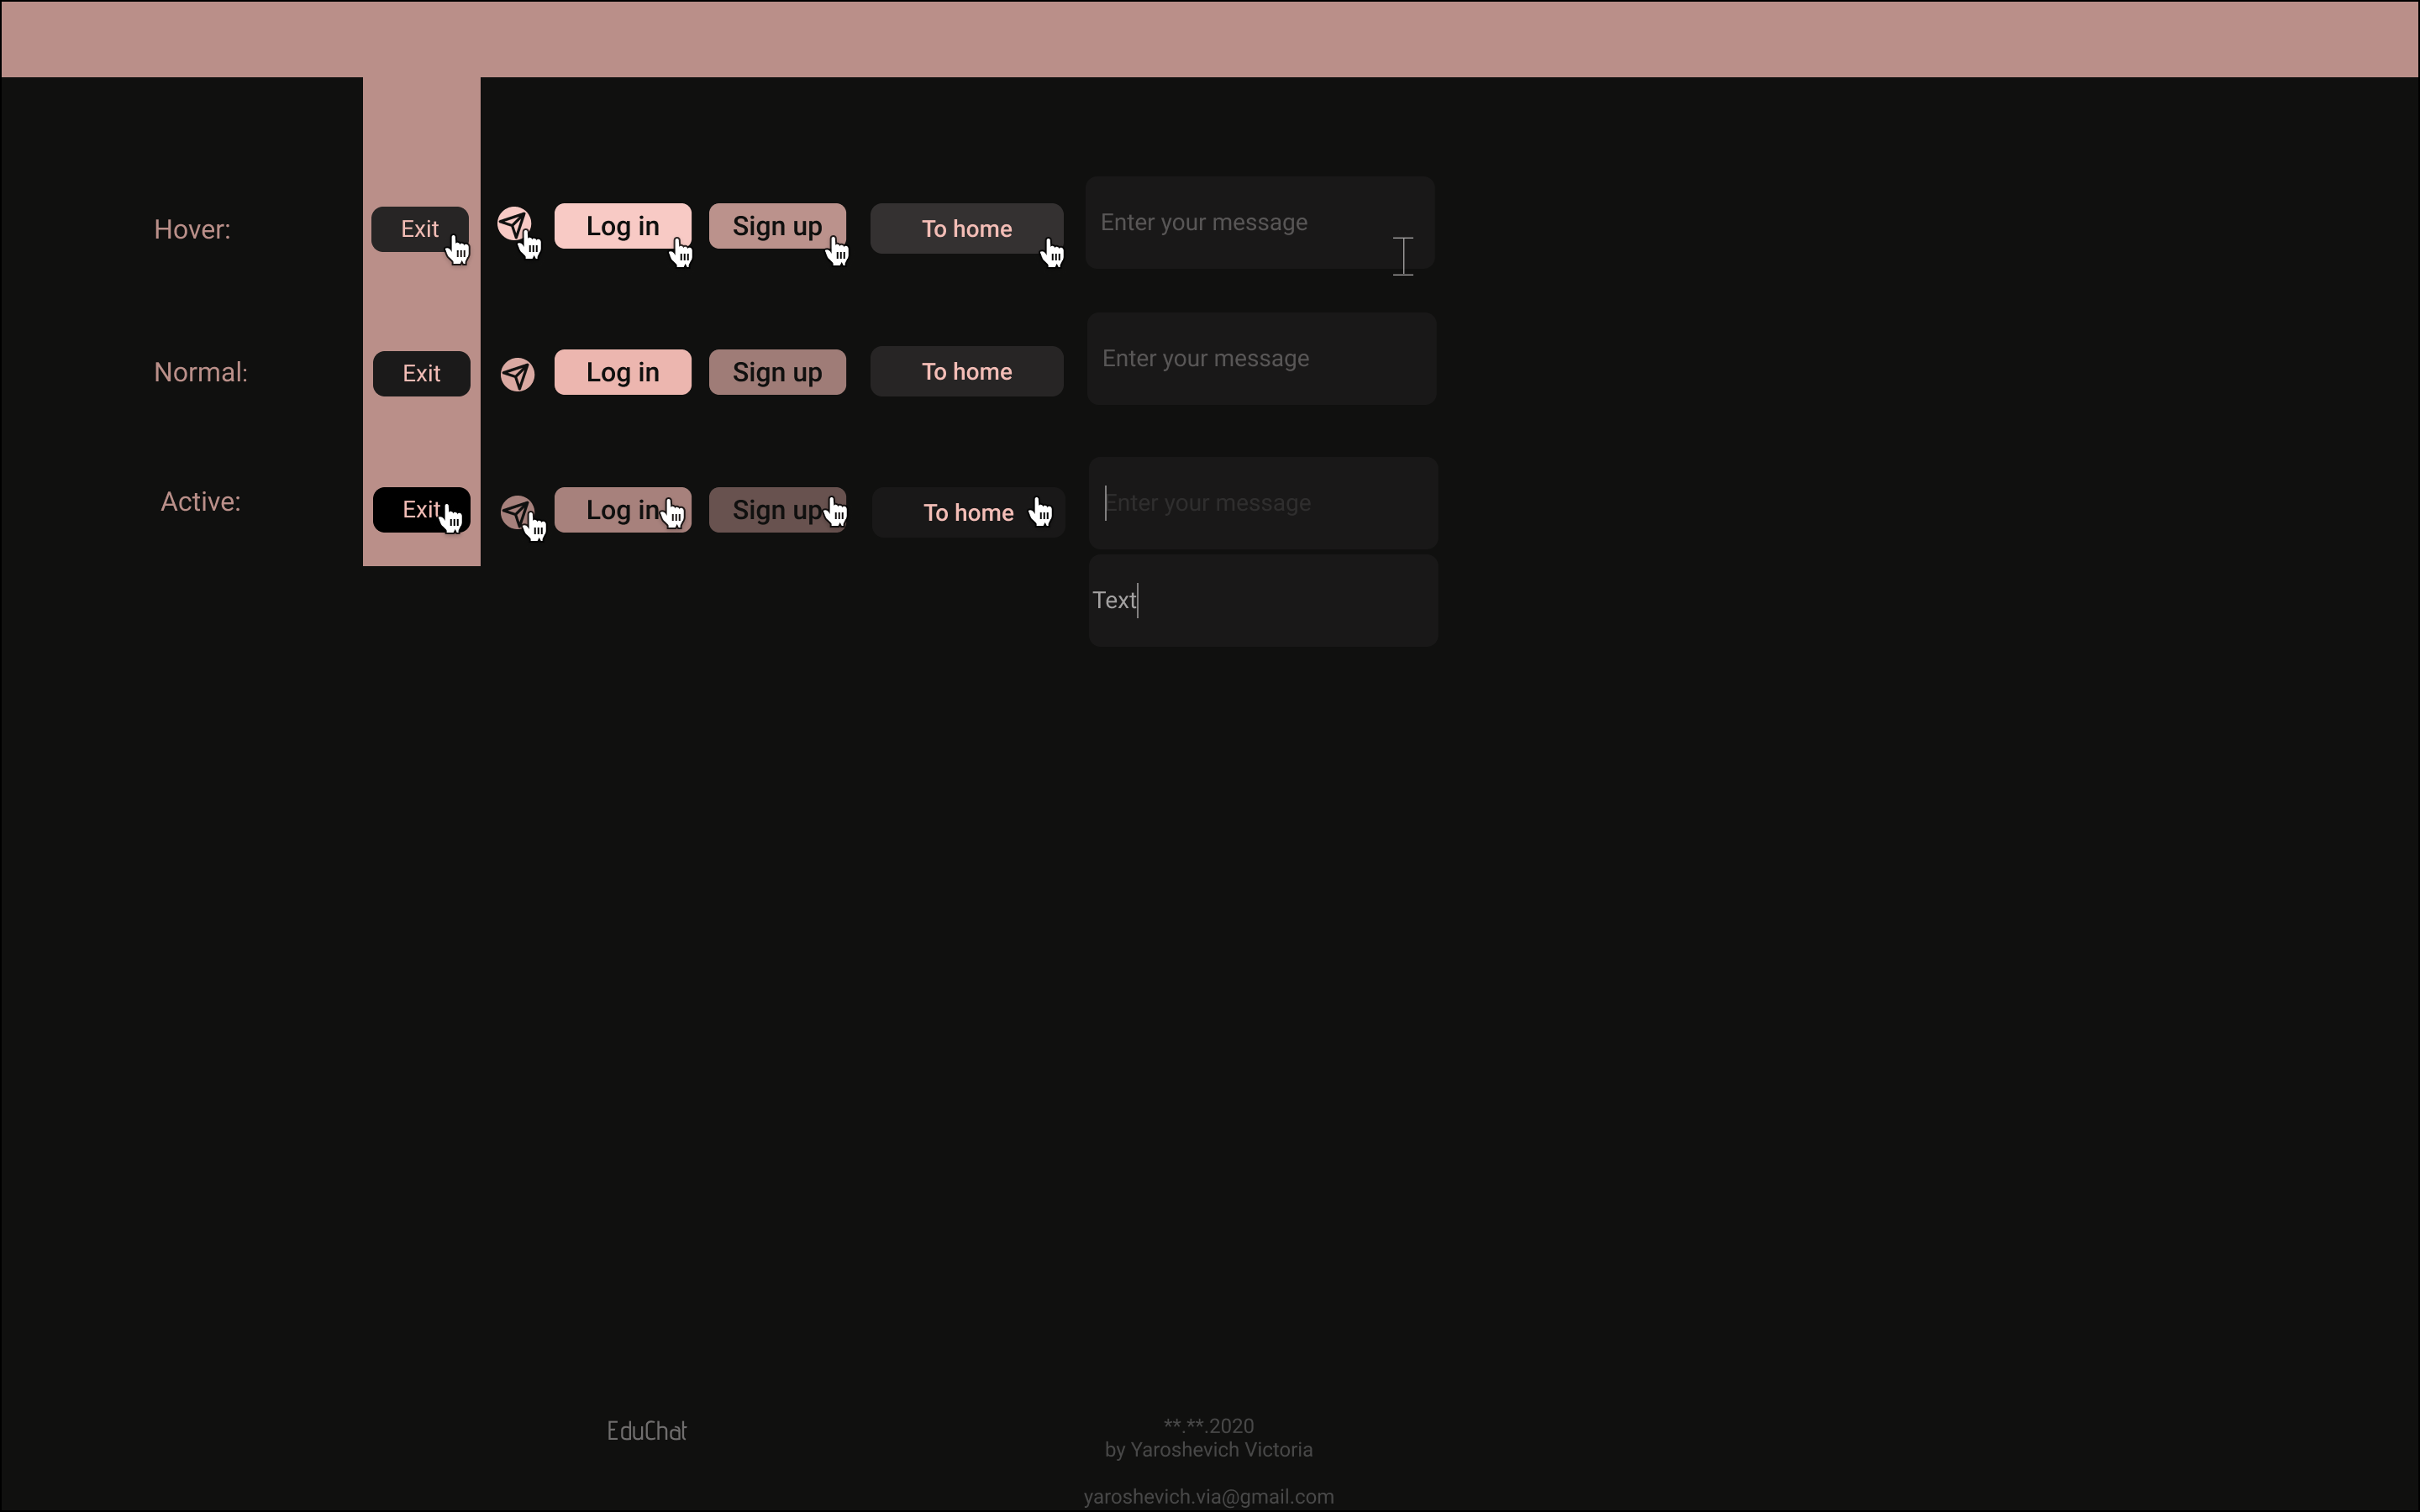 Hover:
Exit
Log in
Sign up
To home
Enter your message
Normal:
Exit
Log in
Sign up
To home
Enter your message
Active:
Exit
Log in
Sign up
To home
Enter your message
Text
EduChat
**.**.2020
by Yaroshevich Victoria
yaroshevich.via@gmail.com